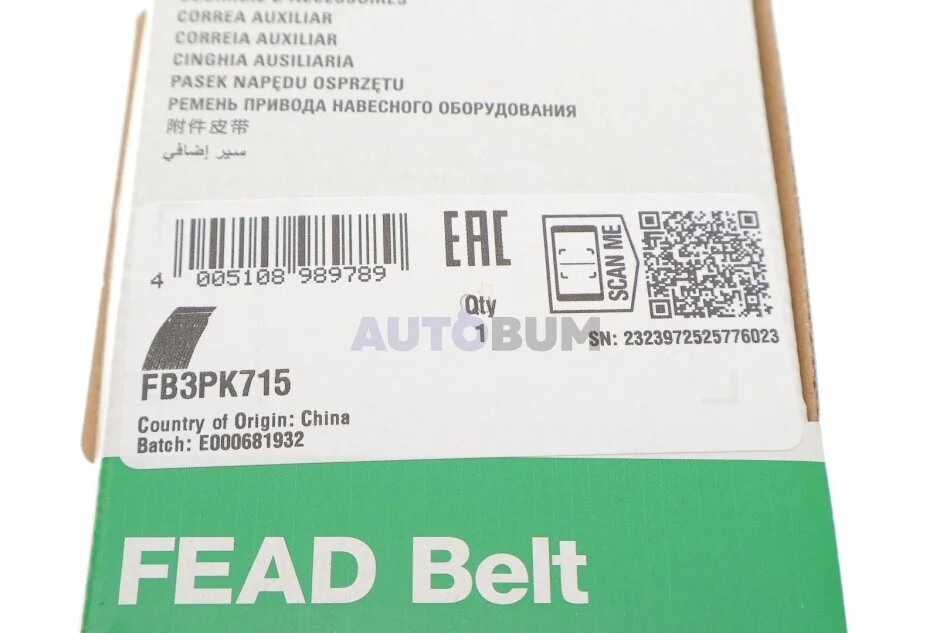 CORREA AUXILIAR
CORREIA AUXILIAR
CINGHIA AUSILIARIA
PASEK NAPĘDU OSPRZĘTU
РЕМЕНЬ ПРИВОДА НАВЕСНОГО ОБОРУДОВАНИЯ
附件皮带
سير إضافي
4 005108 989789
EAC
SCAN ME
Qty
1
SN: 2323972525776023
AUTOBUM
FB3PK715
Country of Origin: China
Batch: E000681932
FEAD Belt